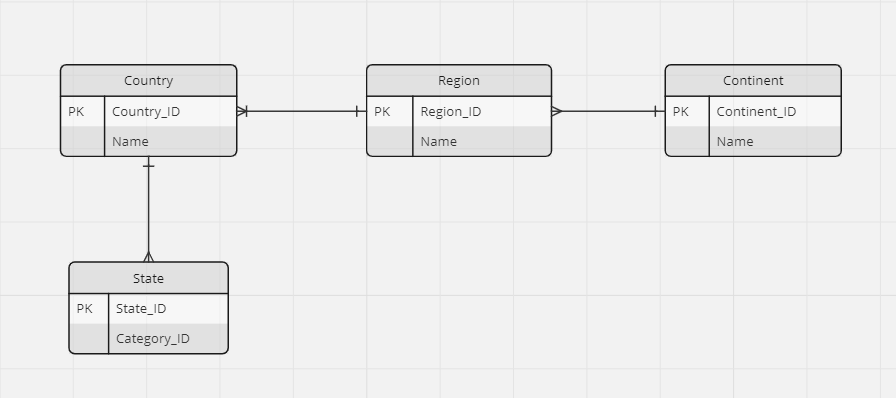 Country
PK Country_ID
Name
Region
PK Region_ID
Name
Continent
PK Continent_ID
Name
State
PK State_ID
Category_ID